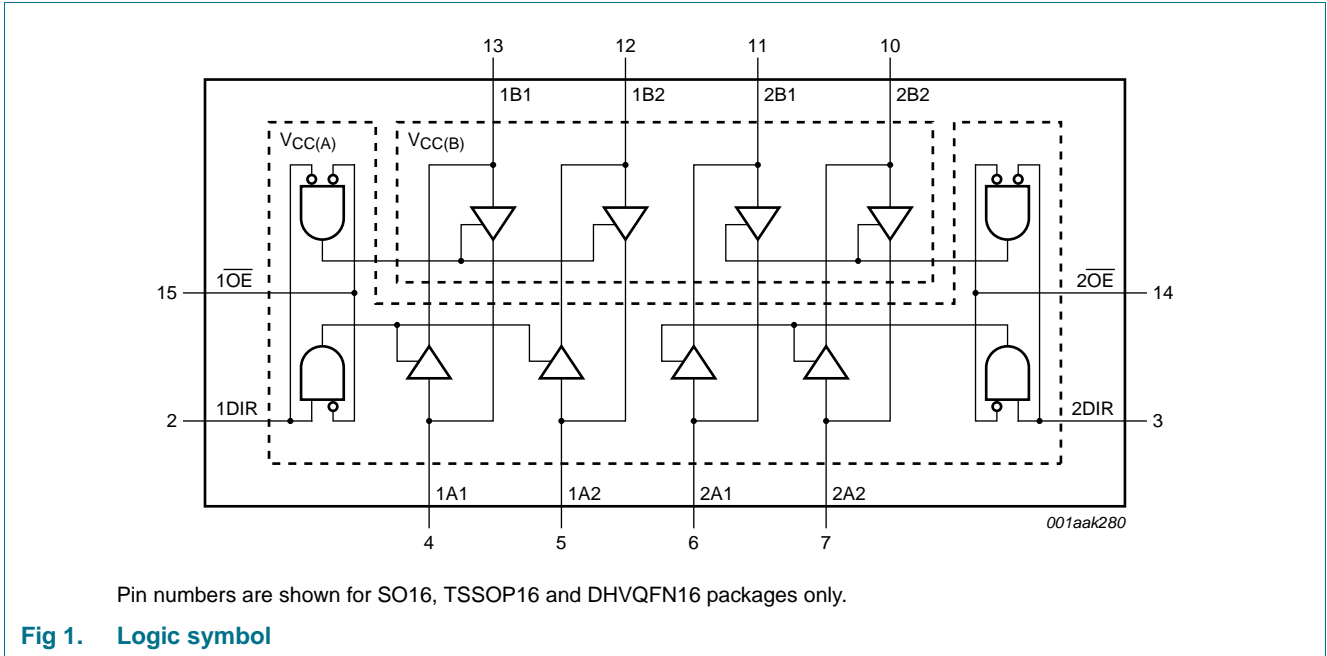 13 12 11 10
1B1 1B2 2B1 2B2
VCC(A) VCC(B)
15 1OE 2OE 14
2 1DIR 2DIR 3
1A1 1A2 2A1 2A2
001aak280
4 5 6 7
Pin numbers are shown for SO16, TSSOP16 and DHVQFN16 packages only.
Fig 1. Logic symbol